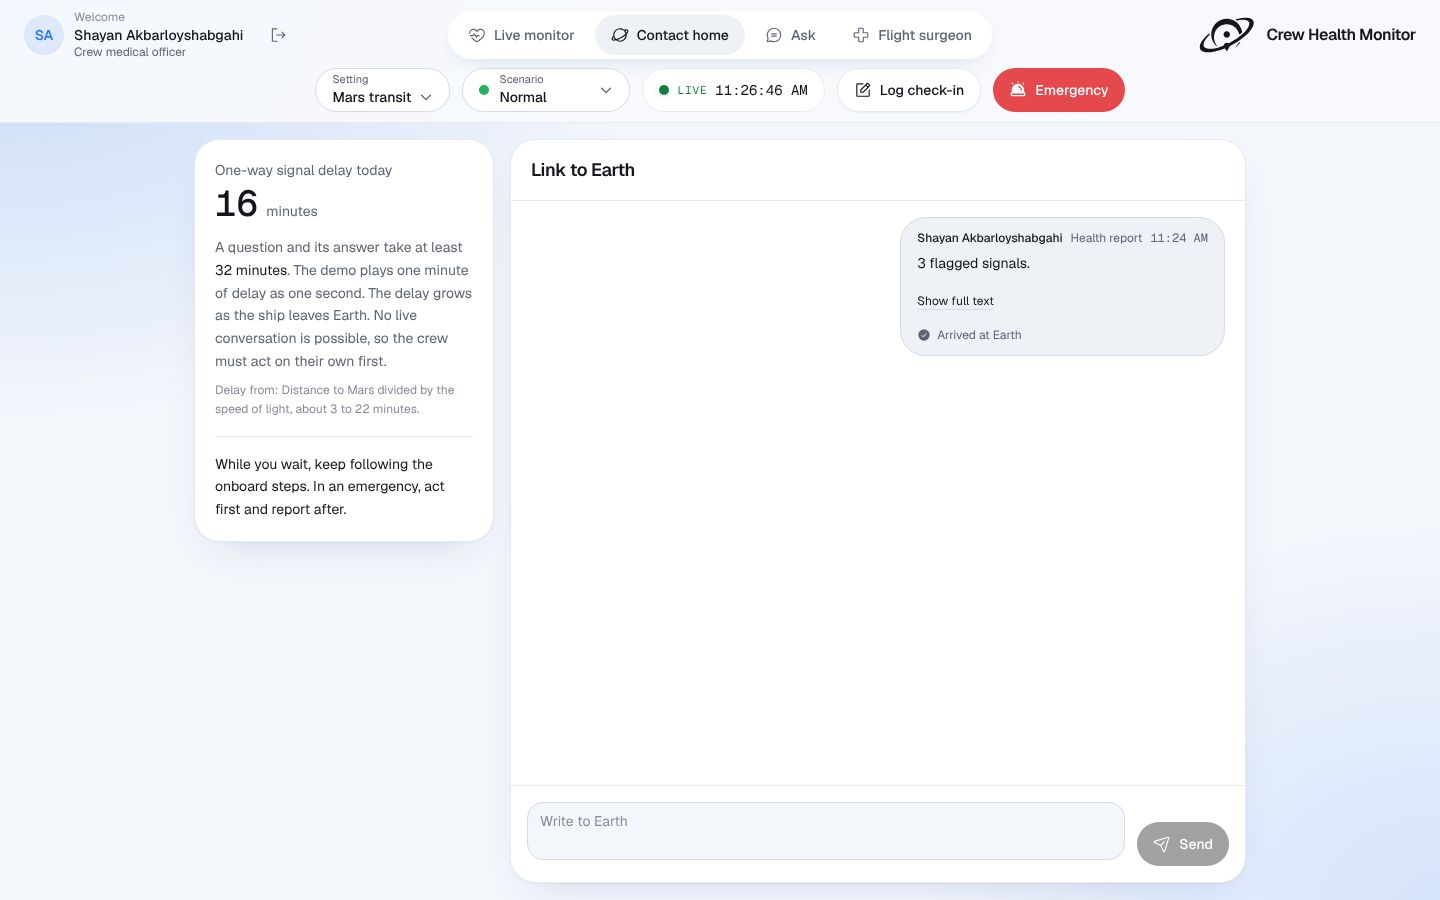 SA
Welcome
Shayan Akbarloyshabgahi
Crew medical officer
Live monitor
Contact home
Ask
Flight surgeon
Crew Health Monitor
Setting
Mars transit
Scenario
Normal
LIVE 11:26:46 AM
Log check-in
Emergency
One-way signal delay today
16 minutes
A question and its answer take at least
32 minutes. The demo plays one minute
of delay as one second. The delay grows
as the ship leaves Earth. No live
conversation is possible, so the crew
must act on their own first.
Delay from: Distance to Mars divided by the
speed of light, about 3 to 22 minutes.
While you wait, keep following the
onboard steps. In an emergency, act
first and report after.
Link to Earth
Shayan Akbarloyshabgahi Health report 11:24 AM
3 flagged signals.
Show full text
Arrived at Earth
Write to Earth
Send